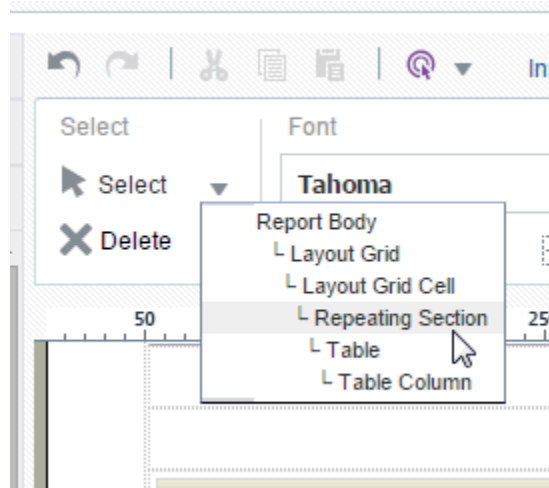 In
Select
Font
Select
Tahoma
Delete
Report Body
Layout Grid
Layout Grid Cell
Repeating Section
Table
Table Column
50
25